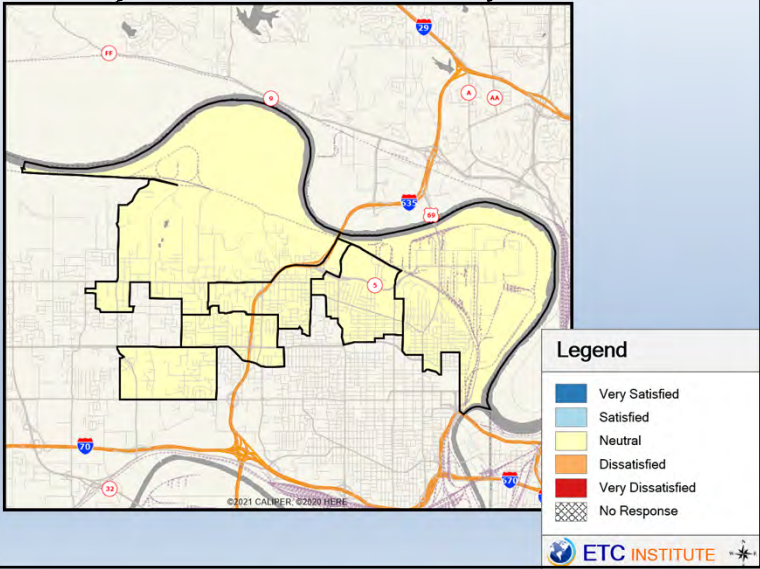 29
FF
9
A
AA
635
69
5
70
32
670
©2021 CALIPER; ©2020 HERE
Legend
Very Satisfied
Satisfied
Neutral
Dissatisfied
Very Dissatisfied
No Response
N
W
E
S
ETC INSTITUTE